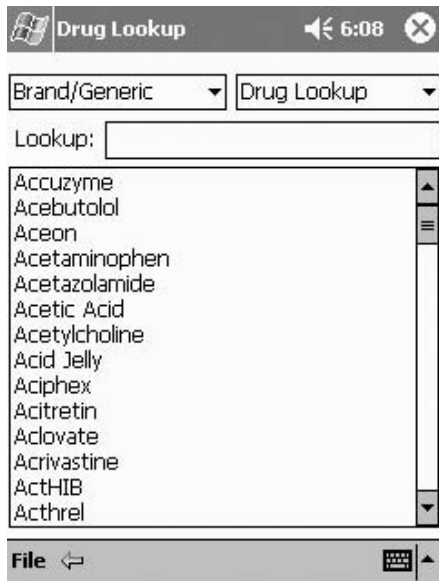 Drug Lookup 6:08
Brand/Generic Drug Lookup
Lookup:
Accuzyme
Acebutolol
Aceon
Acetaminophen
Acetazolamide
Acetic Acid
Acetylcholine
Acid Jelly
Aciphex
Acitretin
Aclovate
Acrivastine
ActHIB
Acthrel
File